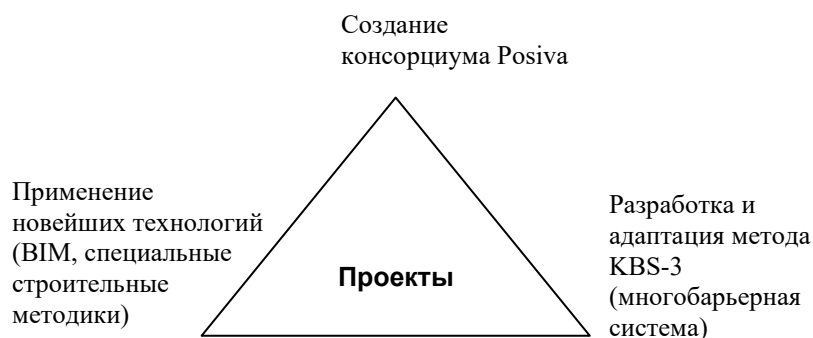 Создание
консорциума Posiva
Применение
новейших технологий
(BIM, специальные
строительные
методики)
Проекты
Разработка и
адаптация метода
KBS-3
(многобарьерная
система)